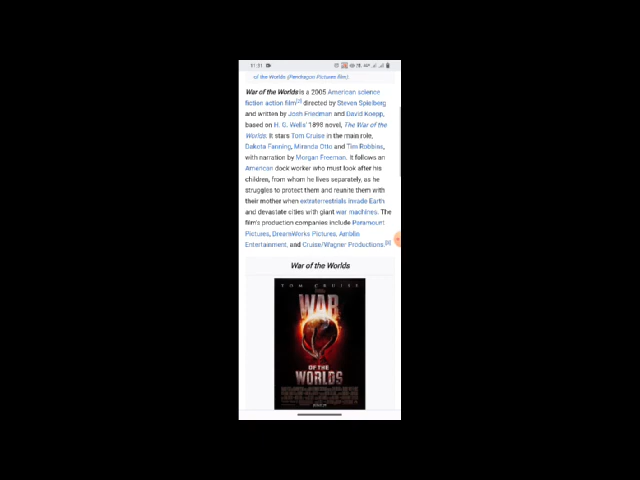 of the Worlds (Pendragon Pictures film).
War of the Worlds is a 2005 American science
fiction action film[2] directed by Steven Spielberg
and written by Josh Friedman and David Koepp,
based on H. G. Wells' 1898 novel, The War of the
Worlds. It stars Tom Cruise in the main role,
Dakota Fanning, Miranda Otto and Tim Robbins,
with narration by Morgan Freeman. It follows an
American dock worker who must look after his
children, from whom he lives separately, as he
struggles to protect them and reunite them with
their mother when extraterrestrials invade Earth
and devastate cities with giant war machines. The
film's production companies include Paramount
Pictures, DreamWorks Pictures, Amblin
Entertainment, and Cruise/Wagner Productions.
War of the Worlds
TOM CRUISE
WAR
OF THE
WORLDS